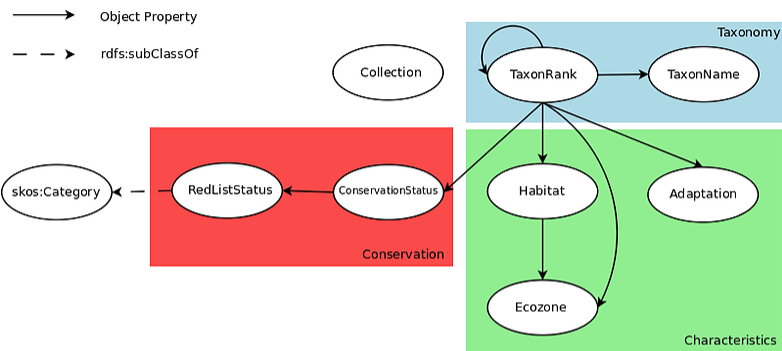 Object Property
rdfs:subClassOf
Taxonomy
Collection
TaxonRank
TaxonName
skos:Category
RedListStatus
ConservationStatus
Habitat
Adaptation
Conservation
Ecozone
Characteristics